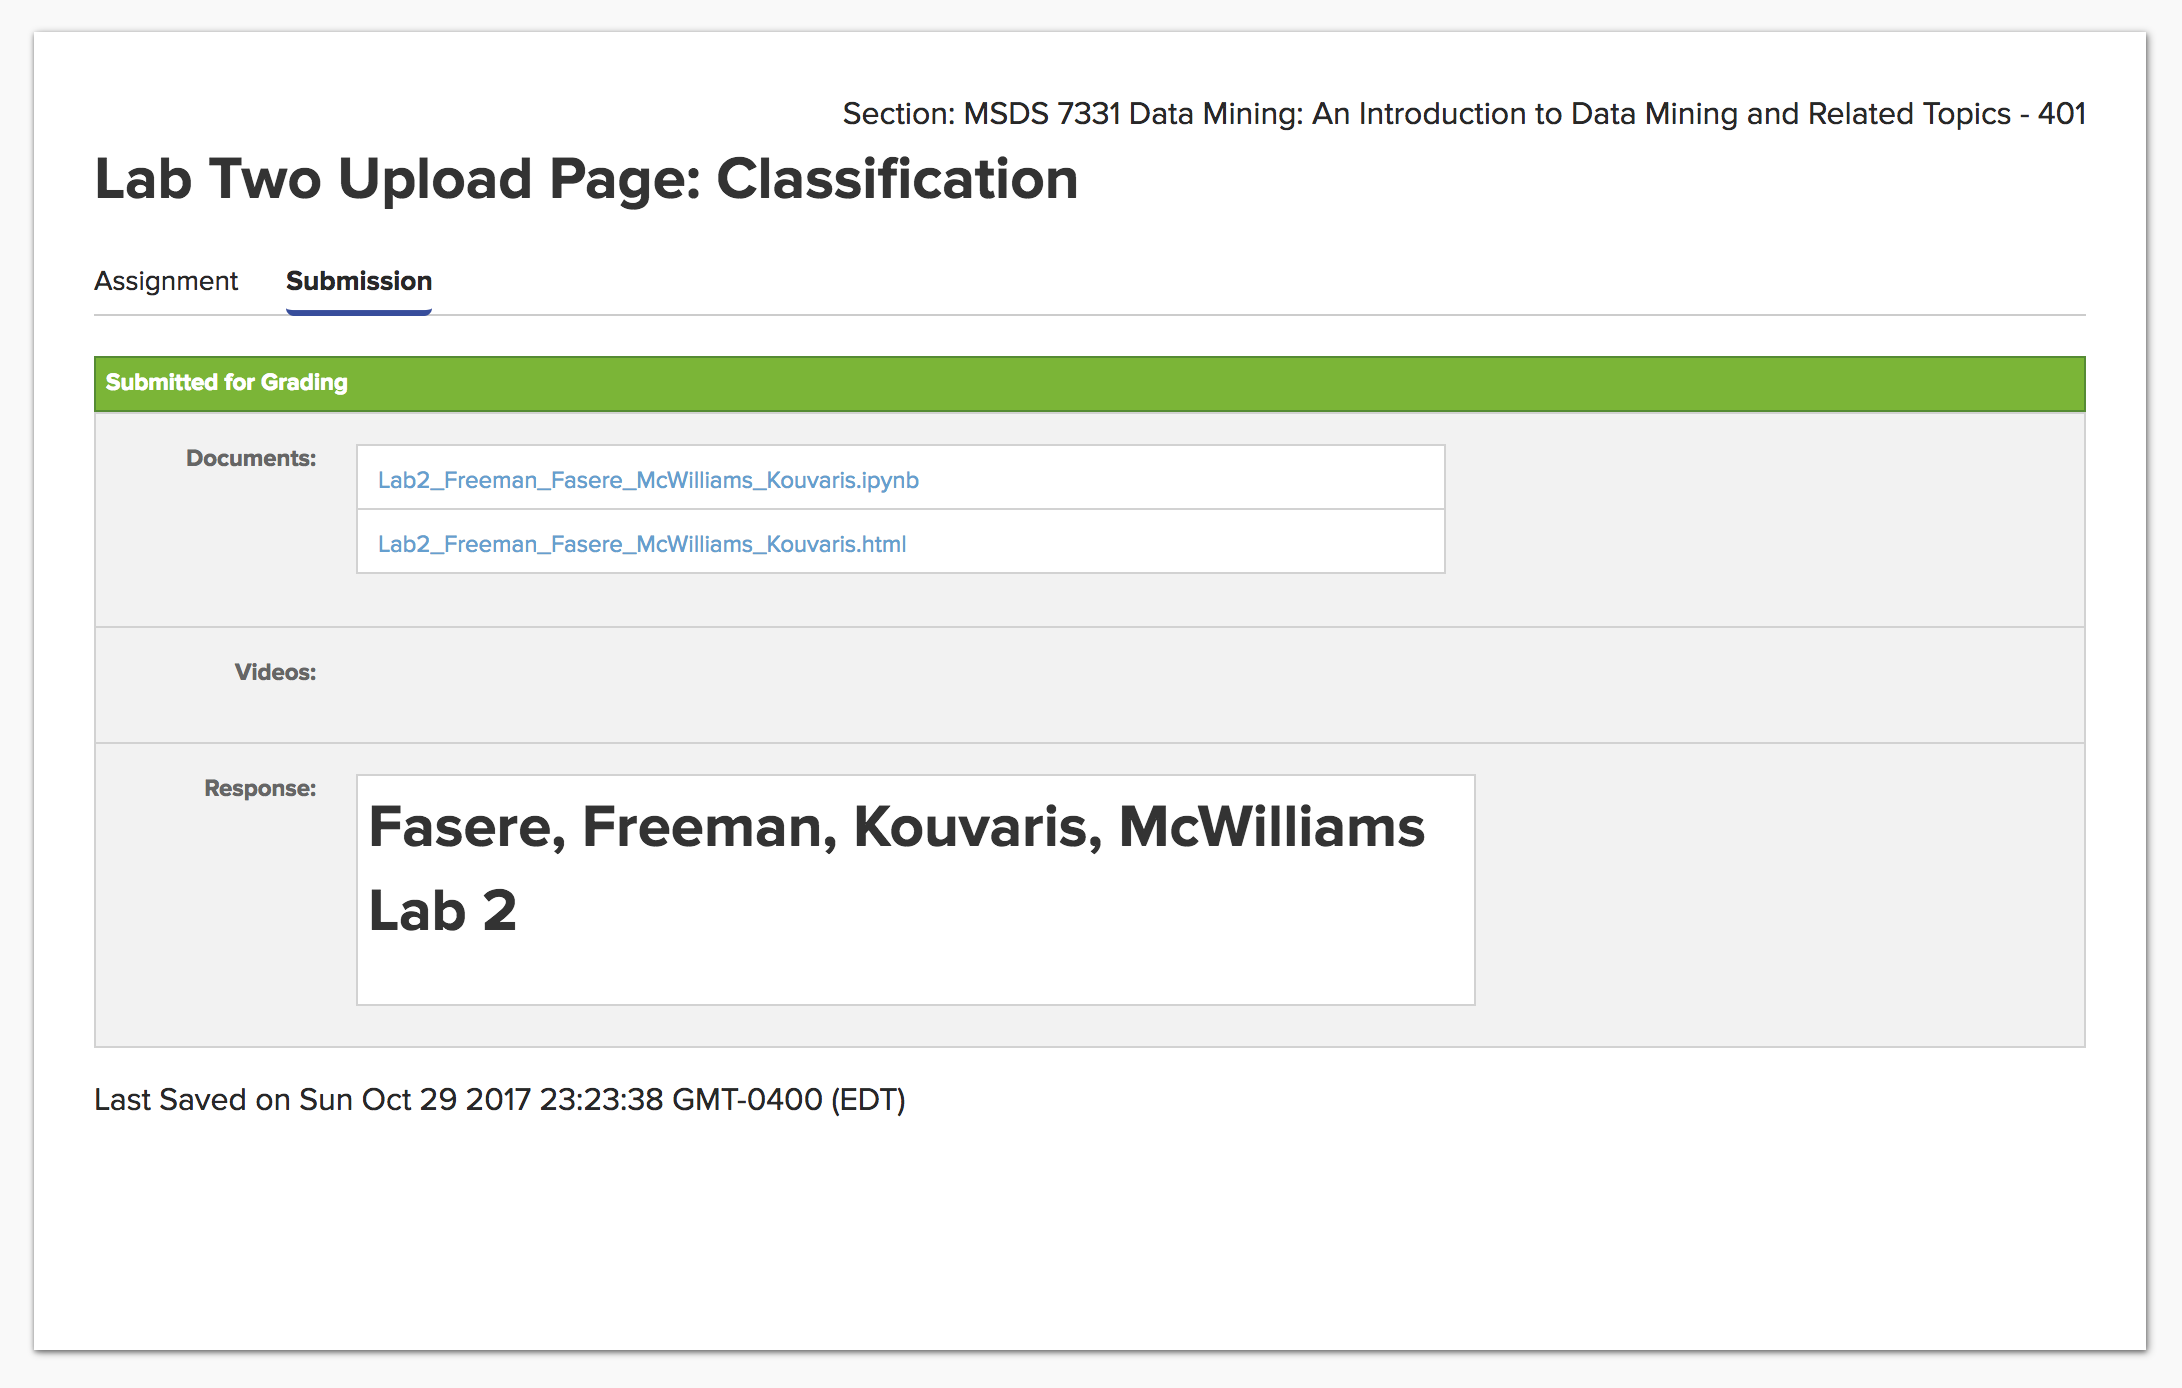 Section: MSDS 7331 Data Mining: An Introduction to Data Mining and Related Topics - 401
Lab Two Upload Page: Classification
Assignment Submission
Submitted for Grading
Documents:
Lab2_Freeman_Fasere_McWilliams_Kouvaris.ipynb
Lab2_Freeman_Fasere_McWilliams_Kouvaris.html
Videos:
Response:
Fasere, Freeman, Kouvaris, McWilliams
Lab 2
Last Saved on Sun Oct 29 2017 23:23:38 GMT-0400 (EDT)